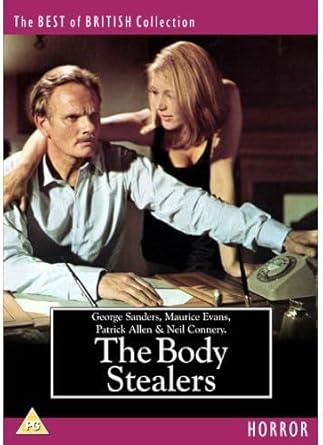 The BEST of BRITISH Collection
George Sanders, Maurice Evans,
Patrick Allen & Neil Connery.
The Body
Stealers
PG
HORROR